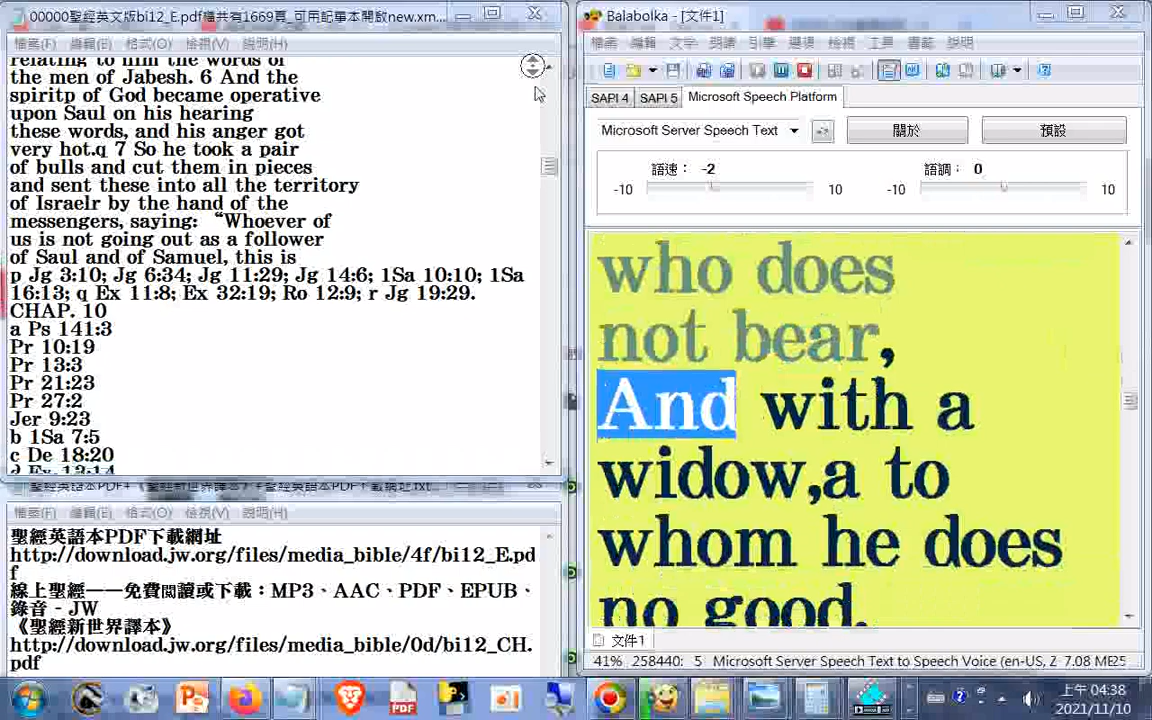 00000聖經英文版bi12_E.pdf檔共有1669頁_可用記事本開啟new.xm...
檔案(F) 編輯(E) 格式(O) 檢視(V) 說明(H)
relating to him the words of
the men of Jabesh. 6 And the
spiritp of God became operative
upon Saul on his hearing
these words, and his anger got
very hot.q 7 So he took a pair
of bulls and cut them in pieces
and sent these into all the territory
of Israelr by the hand of the
messengers, saying: “Whoever of
us is not going out as a follower
of Saul and of Samuel, this is
p Jg 3:10; Jg 6:34; Jg 11:29; Jg 14:6; 1Sa 10:10; 1Sa
16:13; q Ex 11:8; Ex 32:19; Ro 12:9; r Jg 19:29.
CHAP. 10
a Ps 141:3
Pr 10:19
Pr 13:3
Pr 21:23
Pr 27:2
Jer 9:23
b 1Sa 7:5
c De 18:20
d Ex 13:14
檔案(F) 編輯(E) 格式(O) 檢視(V) 說明(H)
聖經英語本PDF下載網址
http://download.jw.org/files/media_bible/4f/bi12_E.pd
f
線上聖經——免費閱讀或下載：MP3、AAC、PDF、EPUB、
錄音 - JW
《聖經新世界譯本》
http://download.jw.org/files/media_bible/0d/bi12_CH.
pdf
Balabolka - [文件1]
檔案 編輯 文字 朗讀 引擎 選項 檢視 工具 書籤 說明
SAPI 4 SAPI 5 Microsoft Speech Platform
Microsoft Server Speech Text 關於 預設
語速： -2 語調： 0
-10 10 -10 10
who does
not bear,
And with a
widow,a to
whom he does
no good.
文件1
41% 258440: 5 Microsoft Server Speech Text to Speech Voice (en-US, Z 7.08 ME25
上午 04:38
2021/11/10